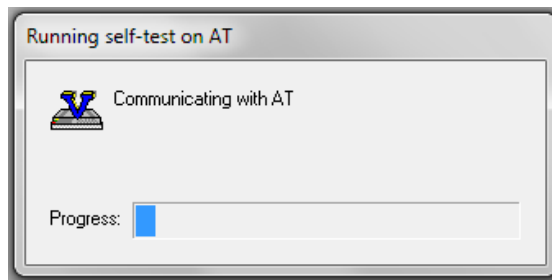 Running self-test on AT
Communicating with AT
Progress: